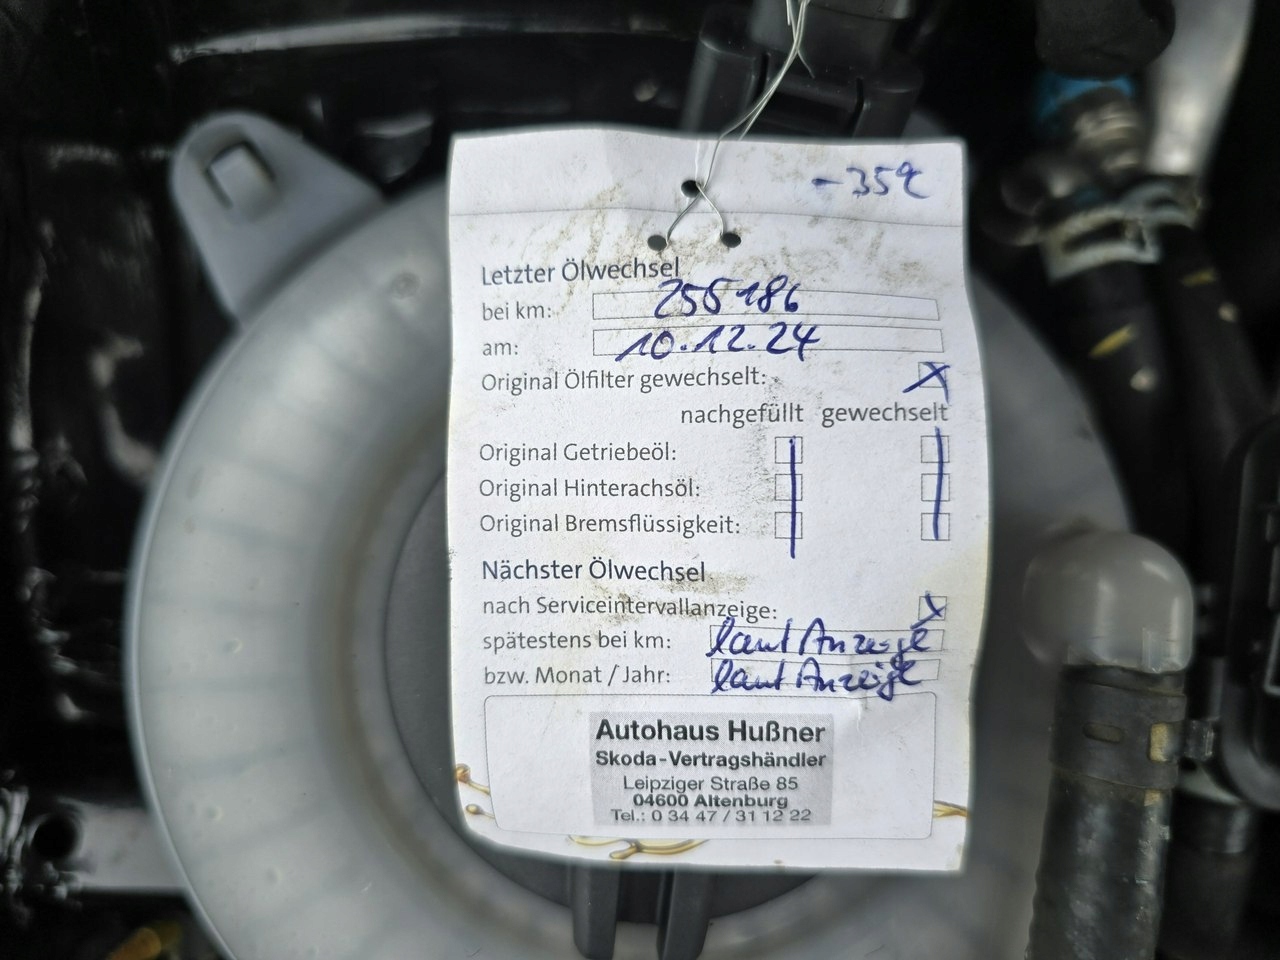 -35°C
Letzter Ölwechsel
bei km: 255186
am: 10.12.24
Original Ölfilter gewechselt: X
nachgefüllt gewechselt
Original Getriebeöl:
Original Hinterachsöl:
Original Bremsflüssigkeit:
Nächster Ölwechsel
nach Serviceintervallanzeige: X
spätestens bei km: laut Anzeige
bzw. Monat / Jahr: laut Anzeige
Autohaus Hußner
Skoda-Vertragshändler
Leipziger Straße 85
04600 Altenburg
Tel.: 0 34 47 / 31 12 22